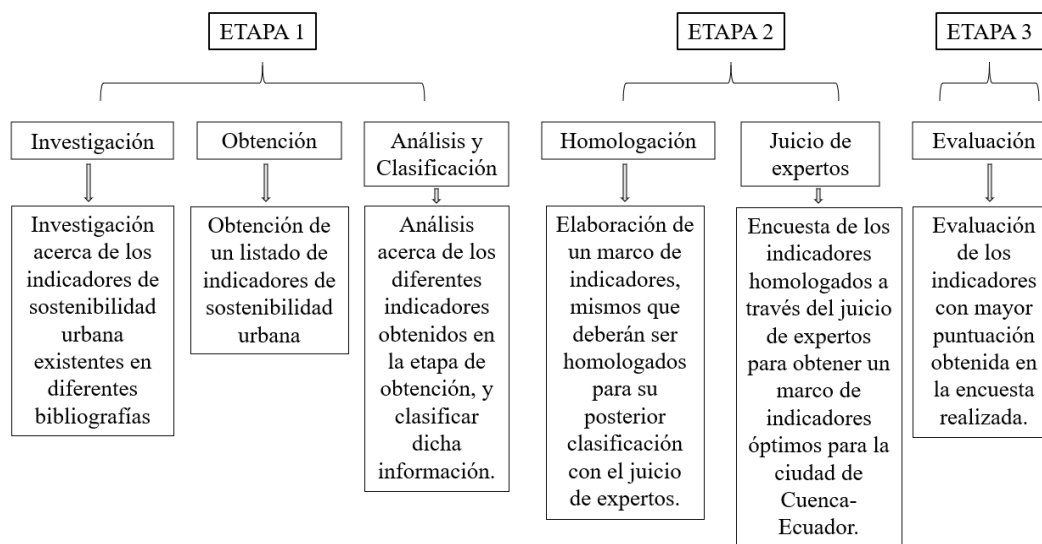 ETAPA 1
ETAPA 2
ETAPA 3
Investigación
Obtención
Análisis y
Clasificación
Homologación
Juicio de
expertos
Evaluación
Investigación
acerca de los
indicadores de
sostenibilidad
urbana
existentes en
diferentes
bibliografías
Obtención de
un listado de
indicadores de
sostenibilidad
urbana
Análisis
acerca de los
diferentes
indicadores
obtenidos en
la etapa de
obtención, y
clasificar
dicha
información.
Elaboración de
un marco de
indicadores,
mismos que
deberán ser
homologados
para su
posterior
clasificación
con el juicio
de expertos.
Encuesta de los
indicadores
homologados a
través del juicio
de expertos
para obtener un
marco de
indicadores
óptimos para la
ciudad de
Cuenca-
Ecuador.
Evaluación
de los
indicadores
con mayor
puntuación
obtenida en
la encuesta
realizada.